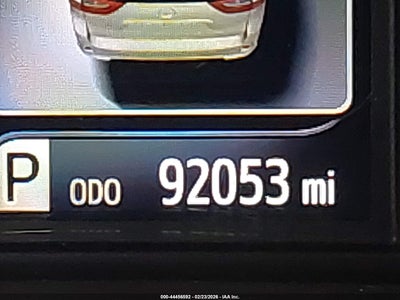 P ODO 92053 mi
000-44456592 - 02/23/2026 - IAA Inc.